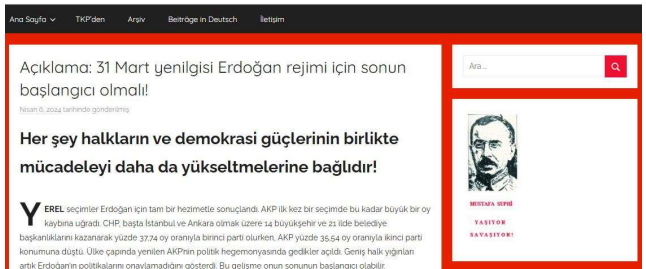 Ana Sayfa TKP'den Arşiv Beiträge in Deutsch İletişim
Açıklama: 31 Mart yenilgisi Erdoğan rejimi için sonun
başlangıcı olmalı!
Nisan 6, 2024 tarihinde gönderilmiş
Her şey halkların ve demokrasi güçlerinin birlikte
mücadeleyi daha da yükseltmelerine bağlıdır!
YEREL seçimler Erdoğan için tam bir hezimetle sonuçlandı. AKP ilk kez bir seçimde bu kadar büyük bir oy
kaybına uğradı. CHP, başta İstanbul ve Ankara olmak üzere 14 büyükşehir ve 21 ilde belediye
başkanlıklarını kazanarak yüzde 37,74 oy oranıyla birinci parti olurken, AKP yüzde 35,54 oy oranıyla ikinci parti
konumuna düştü. Ülke çapında yenilen AKP'nin politik hegemonyasında gedikler açıldı. Geniş halk yığınları
artık Erdoğan'ın politikalarını onaylamadığını gösterdi. Bu gelişme onun sonunun başlangıcı olabilir.
Ara …
MUSTAFA SUPHİ
YAŞIYOR
SAVAŞIYOR!